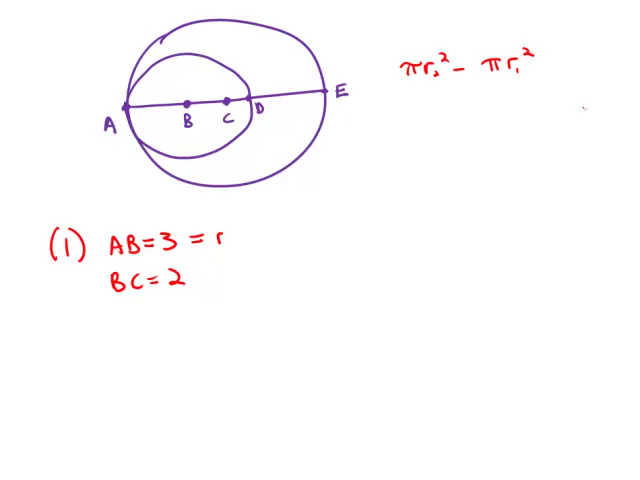 πr₂² - πr₁²
A B C D E
(1) AB = 3 = r
BC = 2